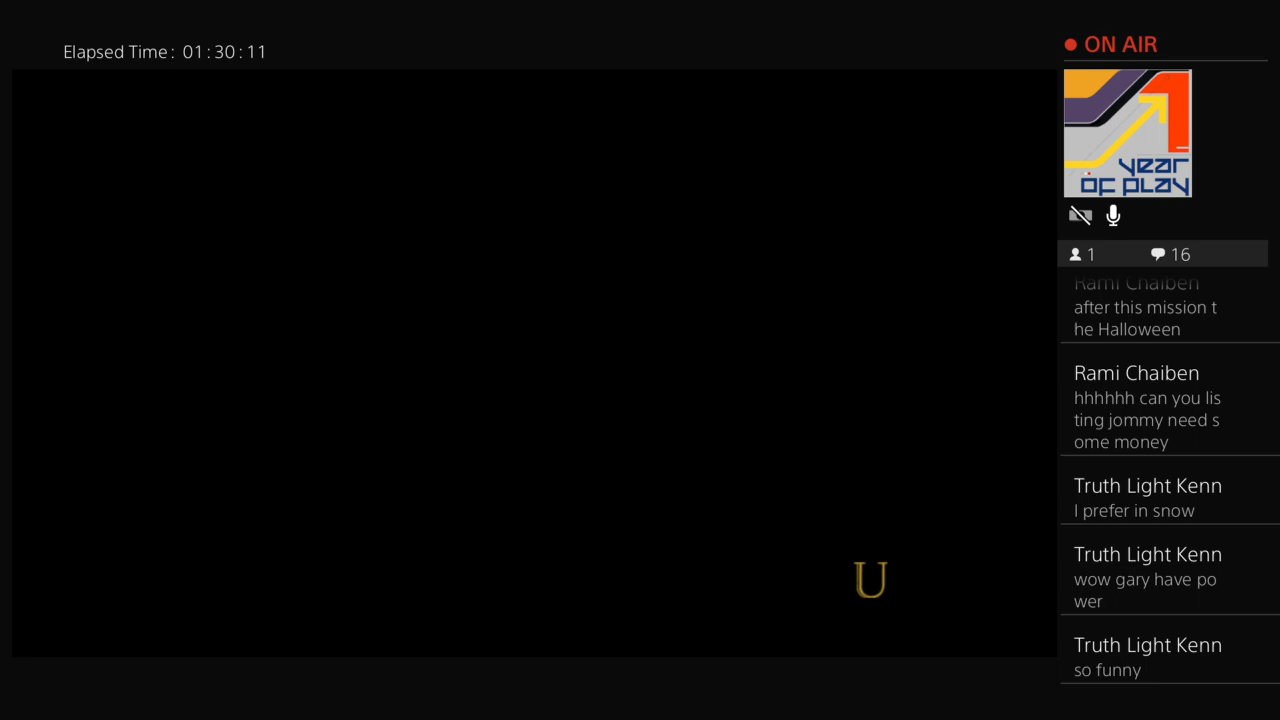 Elapsed Time: 01:30:11
ON AIR
year
of play
1
16
Rami Chaiben
after this mission t
he Halloween
Rami Chaiben
hhhhhh can you lis
ting jommy need s
ome money
Truth Light Kenn
I prefer in snow
Truth Light Kenn
wow gary have po
wer
Truth Light Kenn
so funny
U